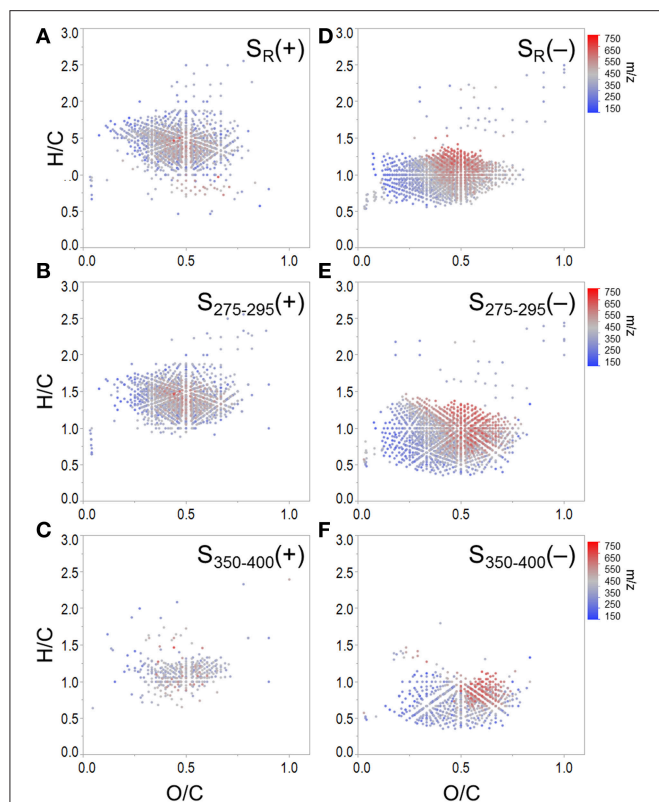 A
S_R(+)
3.0
2.5
2.0
1.5
1.0
0.5
0.0
H/C
0.0 0.5 1.0
D
S_R(–)
3.0
2.5
2.0
1.5
1.0
0.5
0.0
0.0 0.5 1.0
750
650
550
450
350
250
150
m/z
B
S_275-295(+)
3.0
2.5
2.0
1.5
1.0
0.5
0.0
H/C
0.0 0.5 1.0
E
S_275-295(–)
3.0
2.5
2.0
1.5
1.0
0.5
0.0
0.0 0.5 1.0
750
650
550
450
350
250
150
m/z
C
S_350-400(+)
3.0
2.5
2.0
1.5
1.0
0.5
0.0
H/C
0.0 0.5 1.0
O/C
F
S_350-400(–)
3.0
2.5
2.0
1.5
1.0
0.5
0.0
0.0 0.5 1.0
O/C
750
650
550
450
350
250
150
m/z